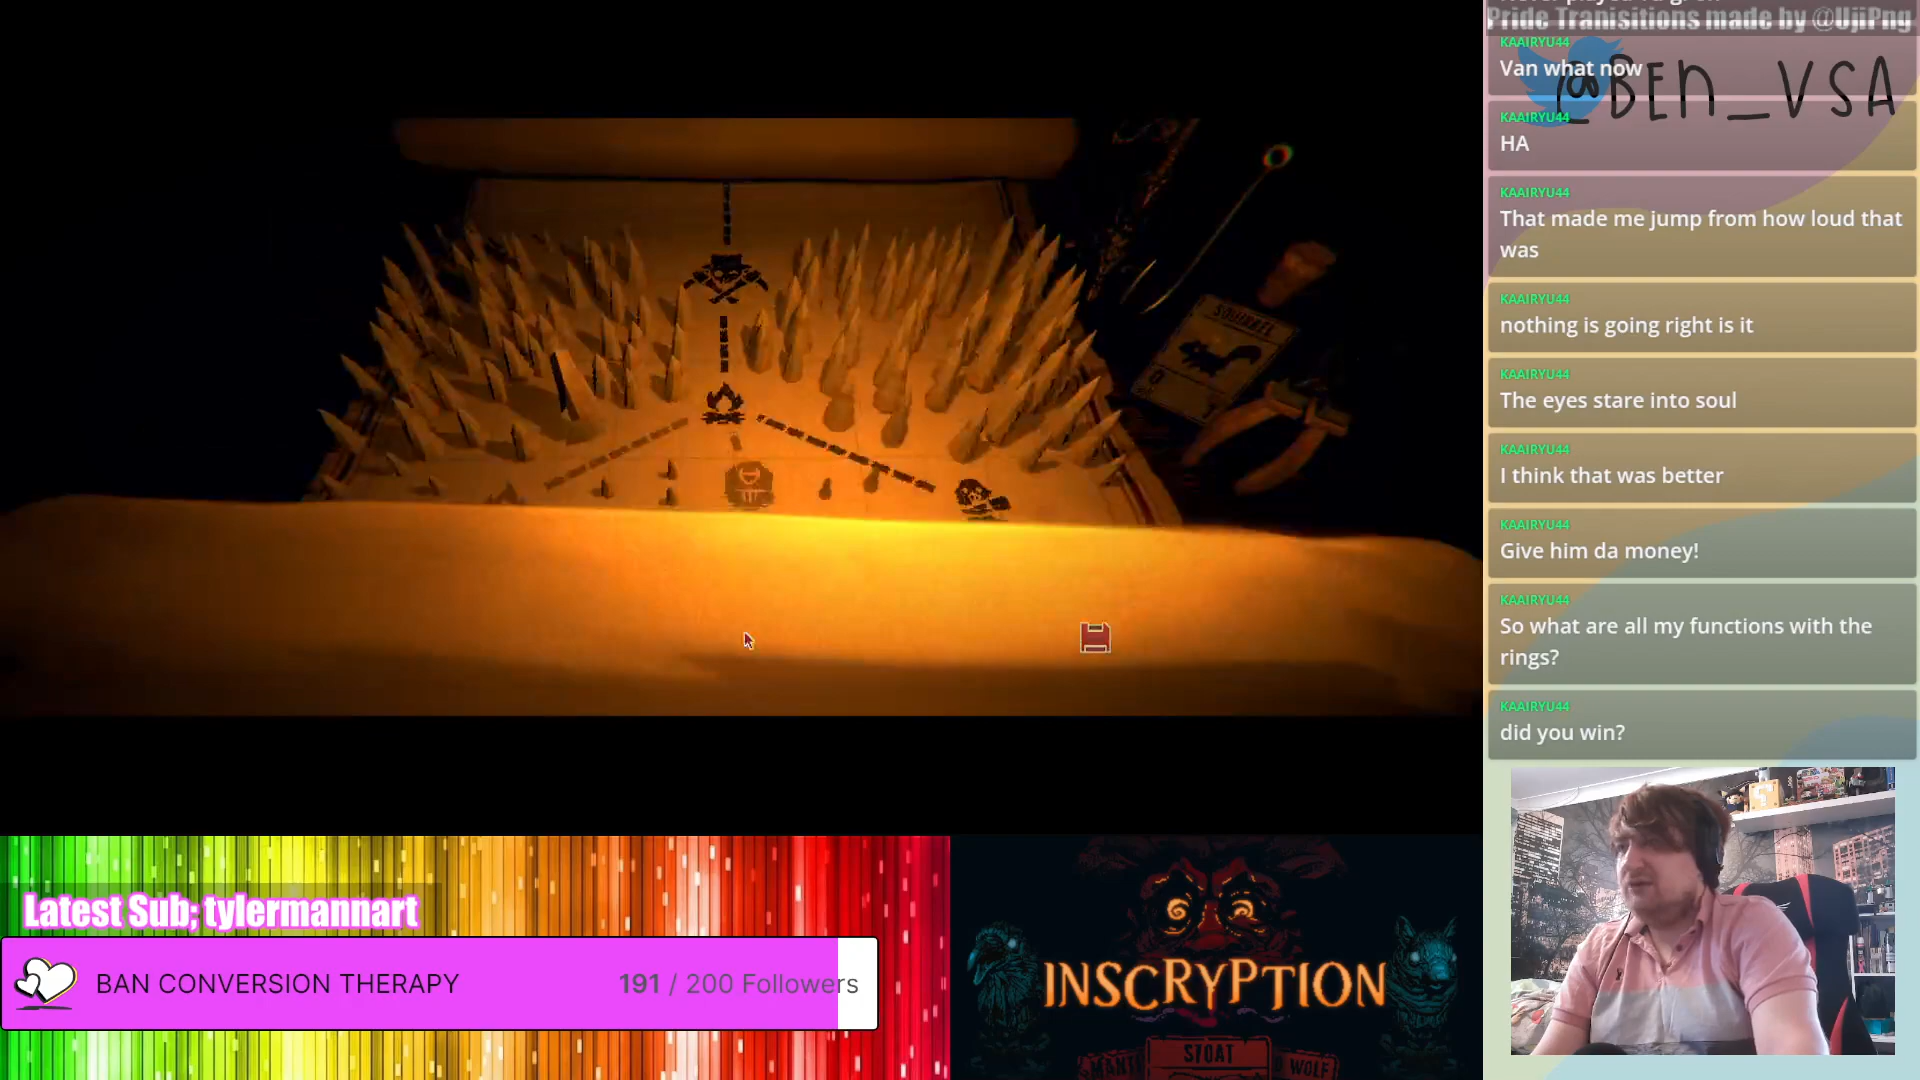 Pride Tranisitions made by @UjiPng
@BEN_VSA
KAAIRYU44
Van what now
KAAIRYU44
HA
KAAIRYU44
That made me jump from how loud that
was
KAAIRYU44
nothing is going right is it
KAAIRYU44
The eyes stare into soul
KAAIRYU44
I think that was better
KAAIRYU44
Give him da money!
KAAIRYU44
So what are all my functions with the
rings?
KAAIRYU44
did you win?
SQUIRREL
0
Latest Sub; tylermannart
BAN CONVERSION THERAPY
191 / 200 Followers
INSCRYPTION
STOAT
WOLF